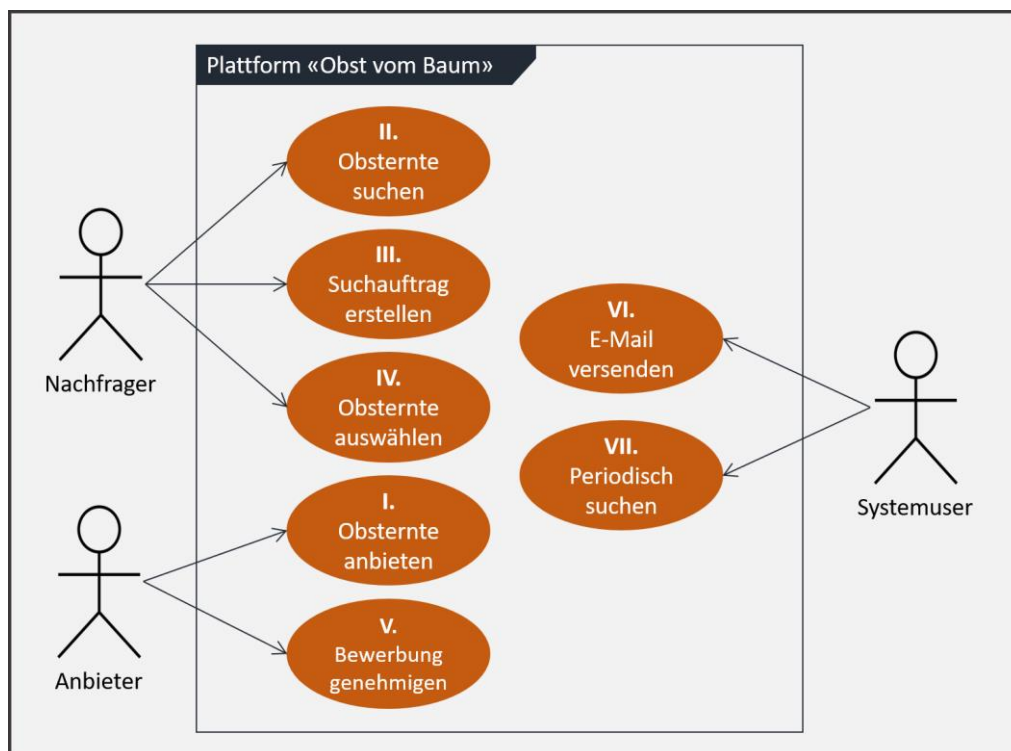 Plattform «Obst vom Baum»
II.
Obsternte
suchen
III.
Suchauftrag
erstellen
IV.
Obsternte
auswählen
I.
Obsternte
anbieten
V.
Bewerbung
genehmigen
VI.
E-Mail
versenden
VII.
Periodisch
suchen
Nachfrager
Anbieter
Systemuser